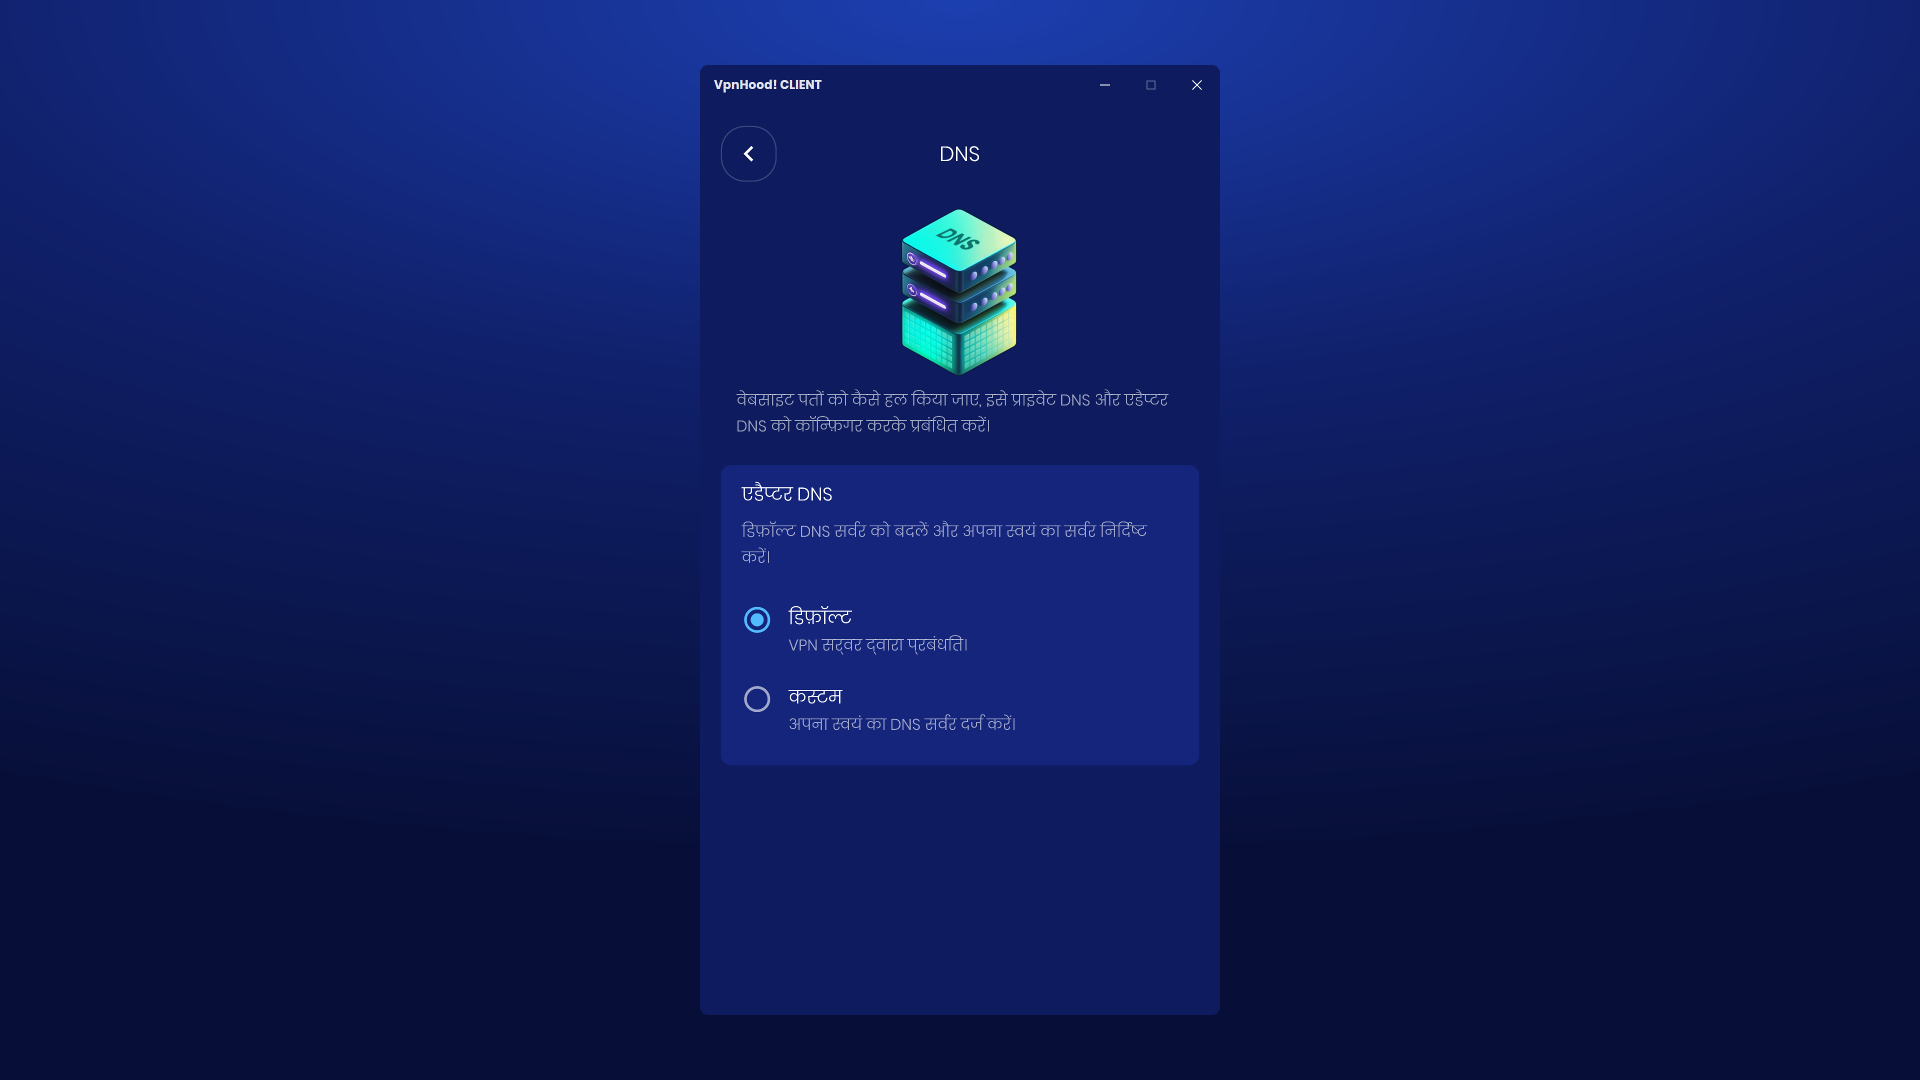 VpnHood! CLIENT
DNS
DNS
वेबसाइट पतों को कैसे हल किया जाए, इसे प्राइवेट DNS और एडैप्टर
DNS को कॉन्फ़िगर करके प्रबंधित करें।
एडैप्टर DNS
डिफ़ॉल्ट DNS सर्वर को बदलें और अपना स्वयं का सर्वर निर्दिष्ट
करें।
डिफ़ॉल्ट
VPN सर्‌वर द्‌वारा प्‌रबंधति।
कस्टम
अपना स्वयं का DNS सर्वर दर्ज करें।